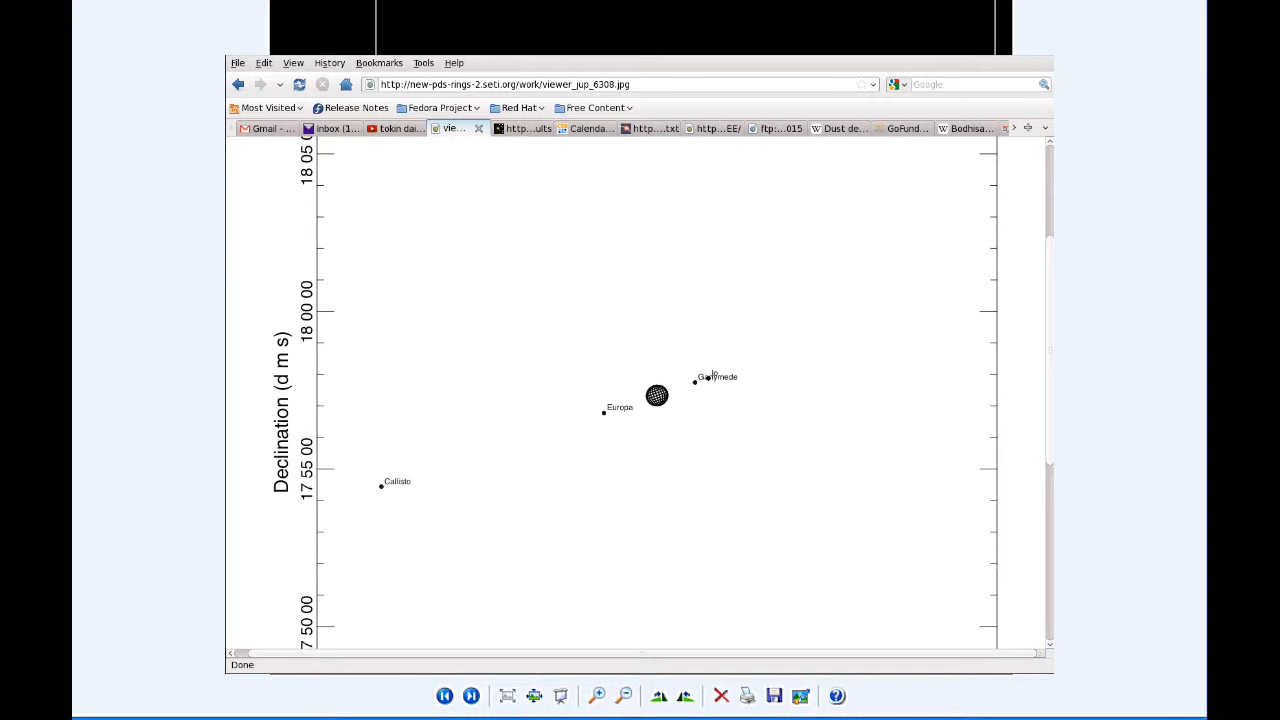 File Edit View History Bookmarks Tools Help
http://new-pds-rings-2.seti.org/work/viewer_jup_6308.jpg Google
Most Visited Release Notes Fedora Project Red Hat Free Content
Gmail - ... Inbox (1... tokin dai... vie... http...ults Calenda... http....txt http...EE/ ftp:...015 Dust de... GoFund... Bodhisa...
18 05
18 00 00
Io
Ganymede
Europa
Declination (d m s)
17 55 00
Callisto
7 50 00
Done